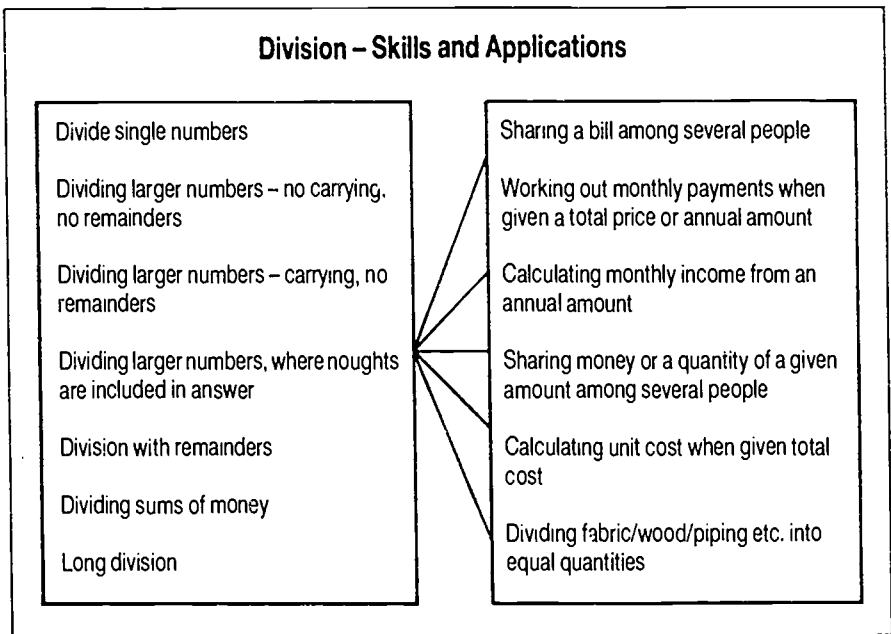 Division – Skills and Applications
Divide single numbers
Dividing larger numbers – no carrying,
no remainders
Dividing larger numbers – carrying, no
remainders
Dividing larger numbers, where noughts
are included in answer
Division with remainders
Dividing sums of money
Long division
Sharing a bill among several people
Working out monthly payments when
given a total price or annual amount
Calculating monthly income from an
annual amount
Sharing money or a quantity of a given
amount among several people
Calculating unit cost when given total
cost
Dividing fabric/wood/piping etc. into
equal quantities